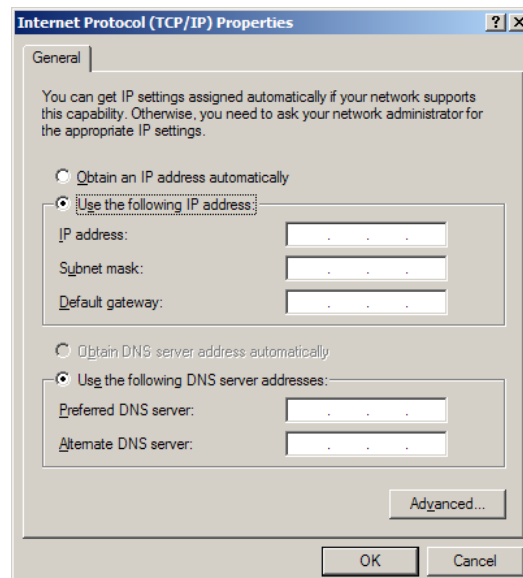 Internet Protocol (TCP/IP) Properties
General
You can get IP settings assigned automatically if your network supports
this capability. Otherwise, you need to ask your network administrator for
the appropriate IP settings.
Obtain an IP address automatically
Use the following IP address:
IP address:
Subnet mask:
Default gateway:
Obtain DNS server address automatically
Use the following DNS server addresses:
Preferred DNS server:
Alternate DNS server:
Advanced...
OK Cancel